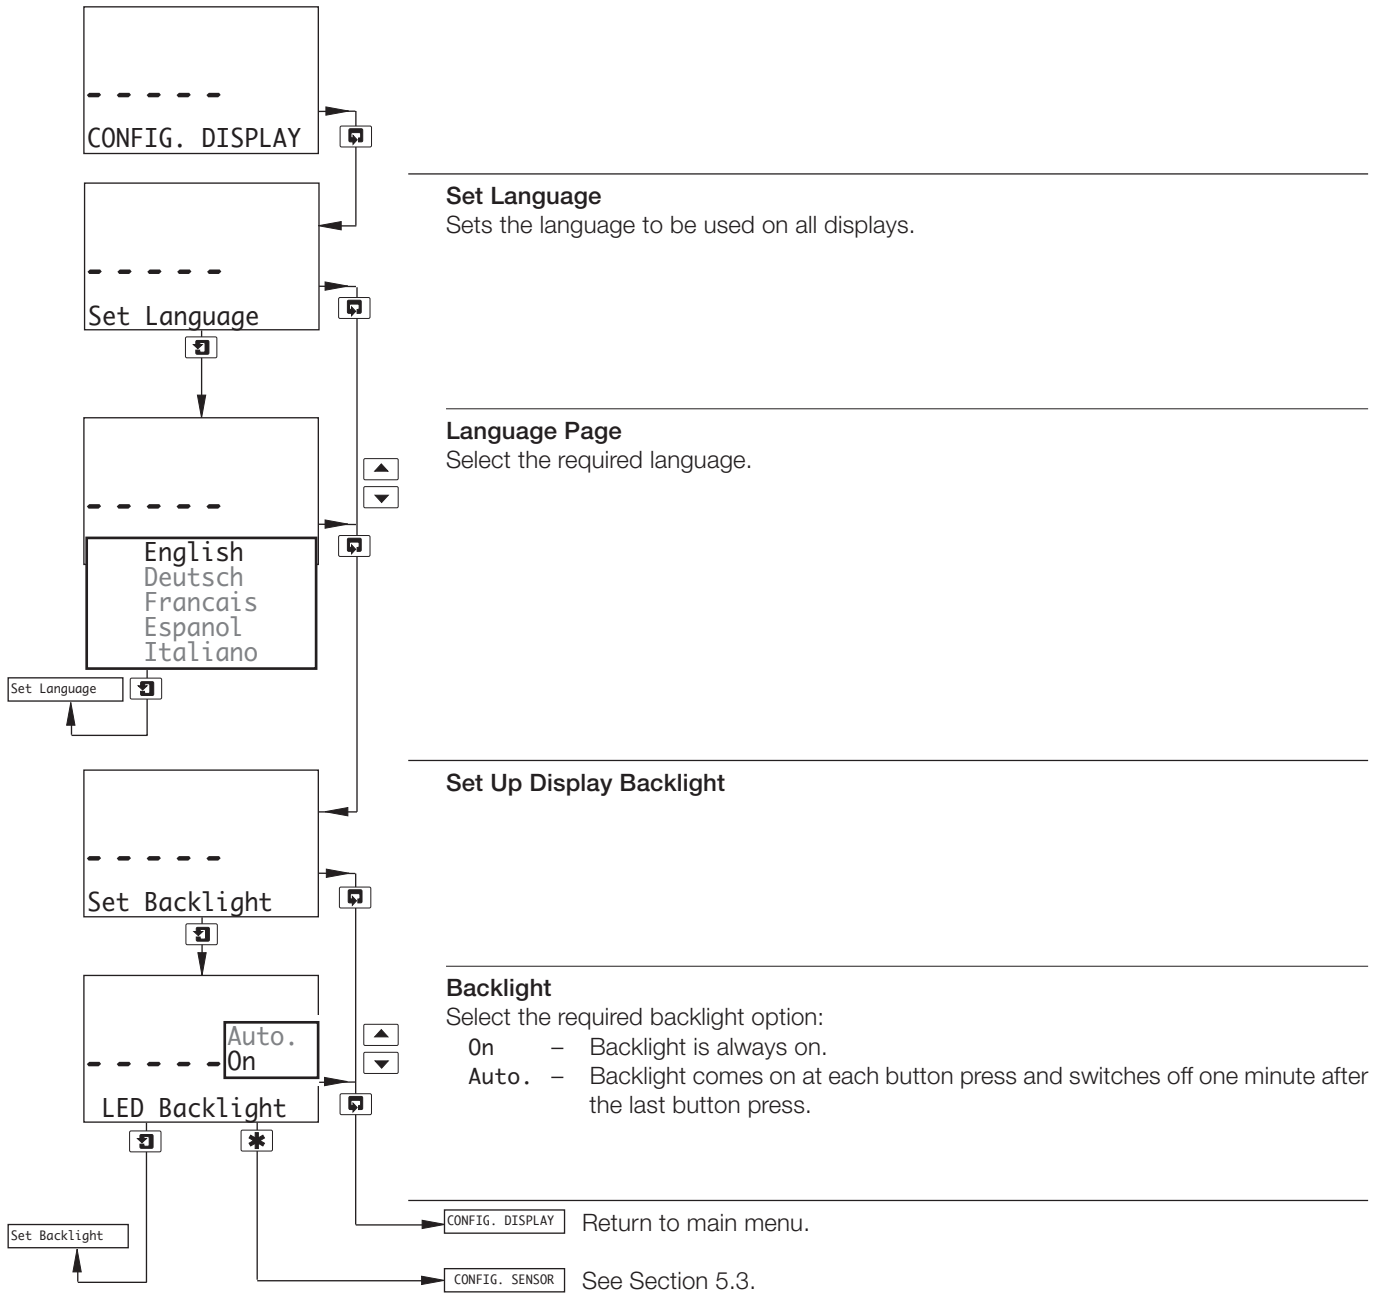 CONFIG. DISPLAY
Set Language
Sets the language to be used on all displays.
Set Language
Language Page
Select the required language.
English
Deutsch
Francais
Espanol
Italiano
Set Language
Set Up Display Backlight
Set Backlight
Backlight
Select the required backlight option:
On – Backlight is always on.
Auto. – Backlight comes on at each button press and switches off one minute after
the last button press.
Auto.
On
LED Backlight
Set Backlight
CONFIG. DISPLAY Return to main menu.
CONFIG. SENSOR See Section 5.3.